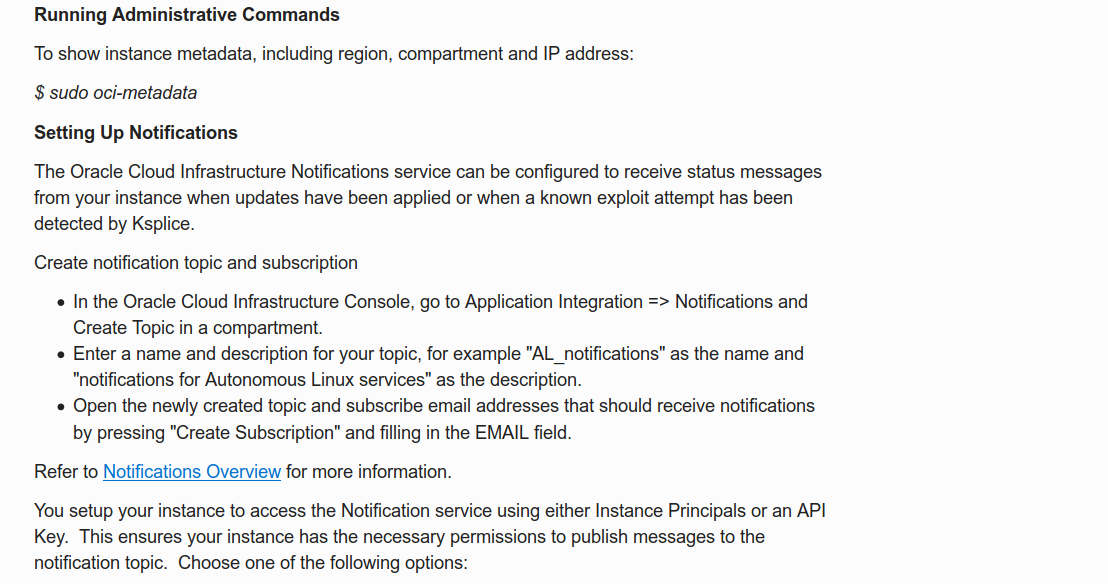 Running Administrative Commands
To show instance metadata, including region, compartment and IP address:
$ sudo oci-metadata
Setting Up Notifications
The Oracle Cloud Infrastructure Notifications service can be configured to receive status messages
from your instance when updates have been applied or when a known exploit attempt has been
detected by Ksplice.
Create notification topic and subscription
• In the Oracle Cloud Infrastructure Console, go to Application Integration => Notifications and
Create Topic in a compartment.
• Enter a name and description for your topic, for example "AL_notifications" as the name and
"notifications for Autonomous Linux services" as the description.
• Open the newly created topic and subscribe email addresses that should receive notifications
by pressing "Create Subscription" and filling in the EMAIL field.
Refer to Notifications Overview for more information.
You setup your instance to access the Notification service using either Instance Principals or an API
Key.  This ensures your instance has the necessary permissions to publish messages to the
notification topic.  Choose one of the following options: